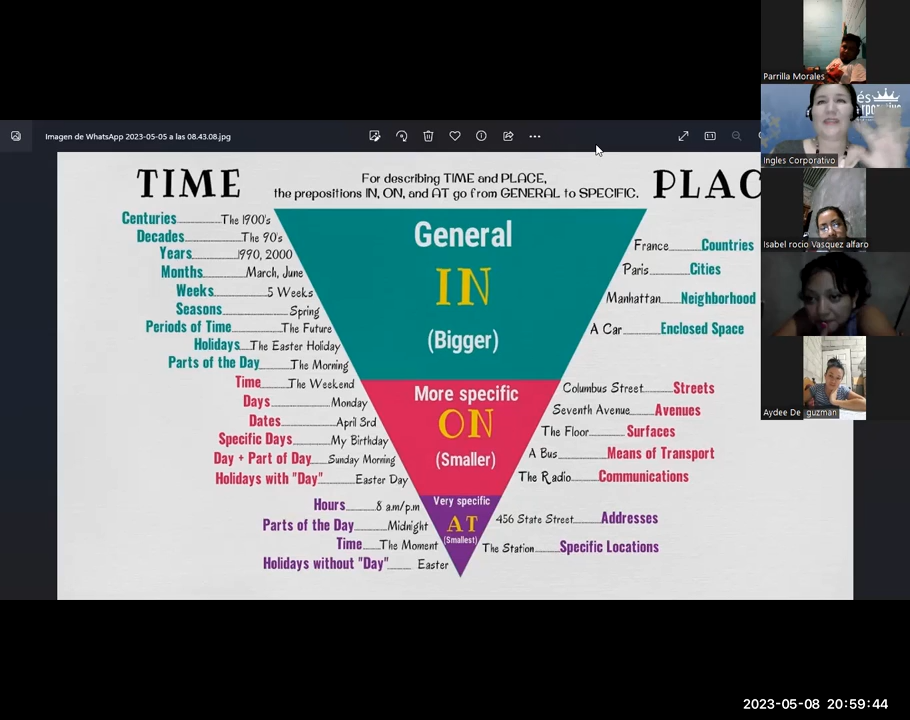 Imagen de WhatsApp 2023-05-05 a las 08.43.08.jpg
TIME
For describing TIME and PLACE,
the prepositions IN, ON, and AT go from GENERAL to SPECIFIC.
PLAC
Centuries The 1900's
Decades The 90's
Years 1990, 2000
Months March, June
Weeks 5 Weeks
Seasons Spring
Periods of Time The Future
Holidays The Easter Holiday
Parts of the Day The Morning
Time The Weekend
Days Monday
Dates April 3rd
Specific Days My Birthday
Day + Part of Day Sunday Morning
Holidays with "Day" Easter Day
Hours 8 a.m/p.m
Parts of the Day Midnight
Time The Moment
Holidays without "Day" Easter
General
IN
(Bigger)
More specific
ON
(Smaller)
Very specific
AT
(Smallest)
France Countries
Paris Cities
Manhattan Neighborhood
A Car Enclosed Space
Columbus Street Streets
Seventh Avenue Avenues
The Floor Surfaces
A Bus Means of Transport
The Radio Communications
456 State Street Addresses
The Station Specific Locations
Parrilla Morales
Ingles Corporativo
Isabel rocio Vasquez alfaro
Aydee De guzman
2023-05-08 20:59:44